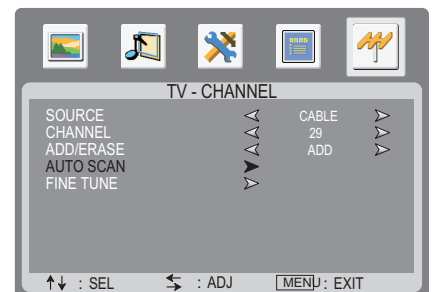 TV - CHANNEL
SOURCE CABLE
CHANNEL 29
ADD/ERASE ADD
AUTO SCAN
FINE TUNE
: SEL : ADJ MENU : EXIT